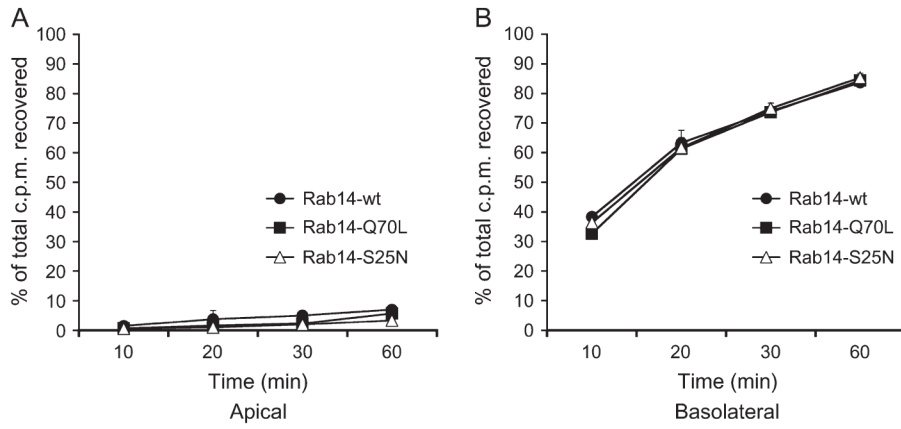 A
% of total c.p.m. recovered
100
90
80
70
60
50
40
30
20
10
0
Rab14-wt
Rab14-Q70L
Rab14-S25N
10 20 30 60
Time (min)
Apical
B
% of total c.p.m. recovered
100
90
80
70
60
50
40
30
20
10
0
Rab14-wt
Rab14-Q70L
Rab14-S25N
10 20 30 60
Time (min)
Basolateral